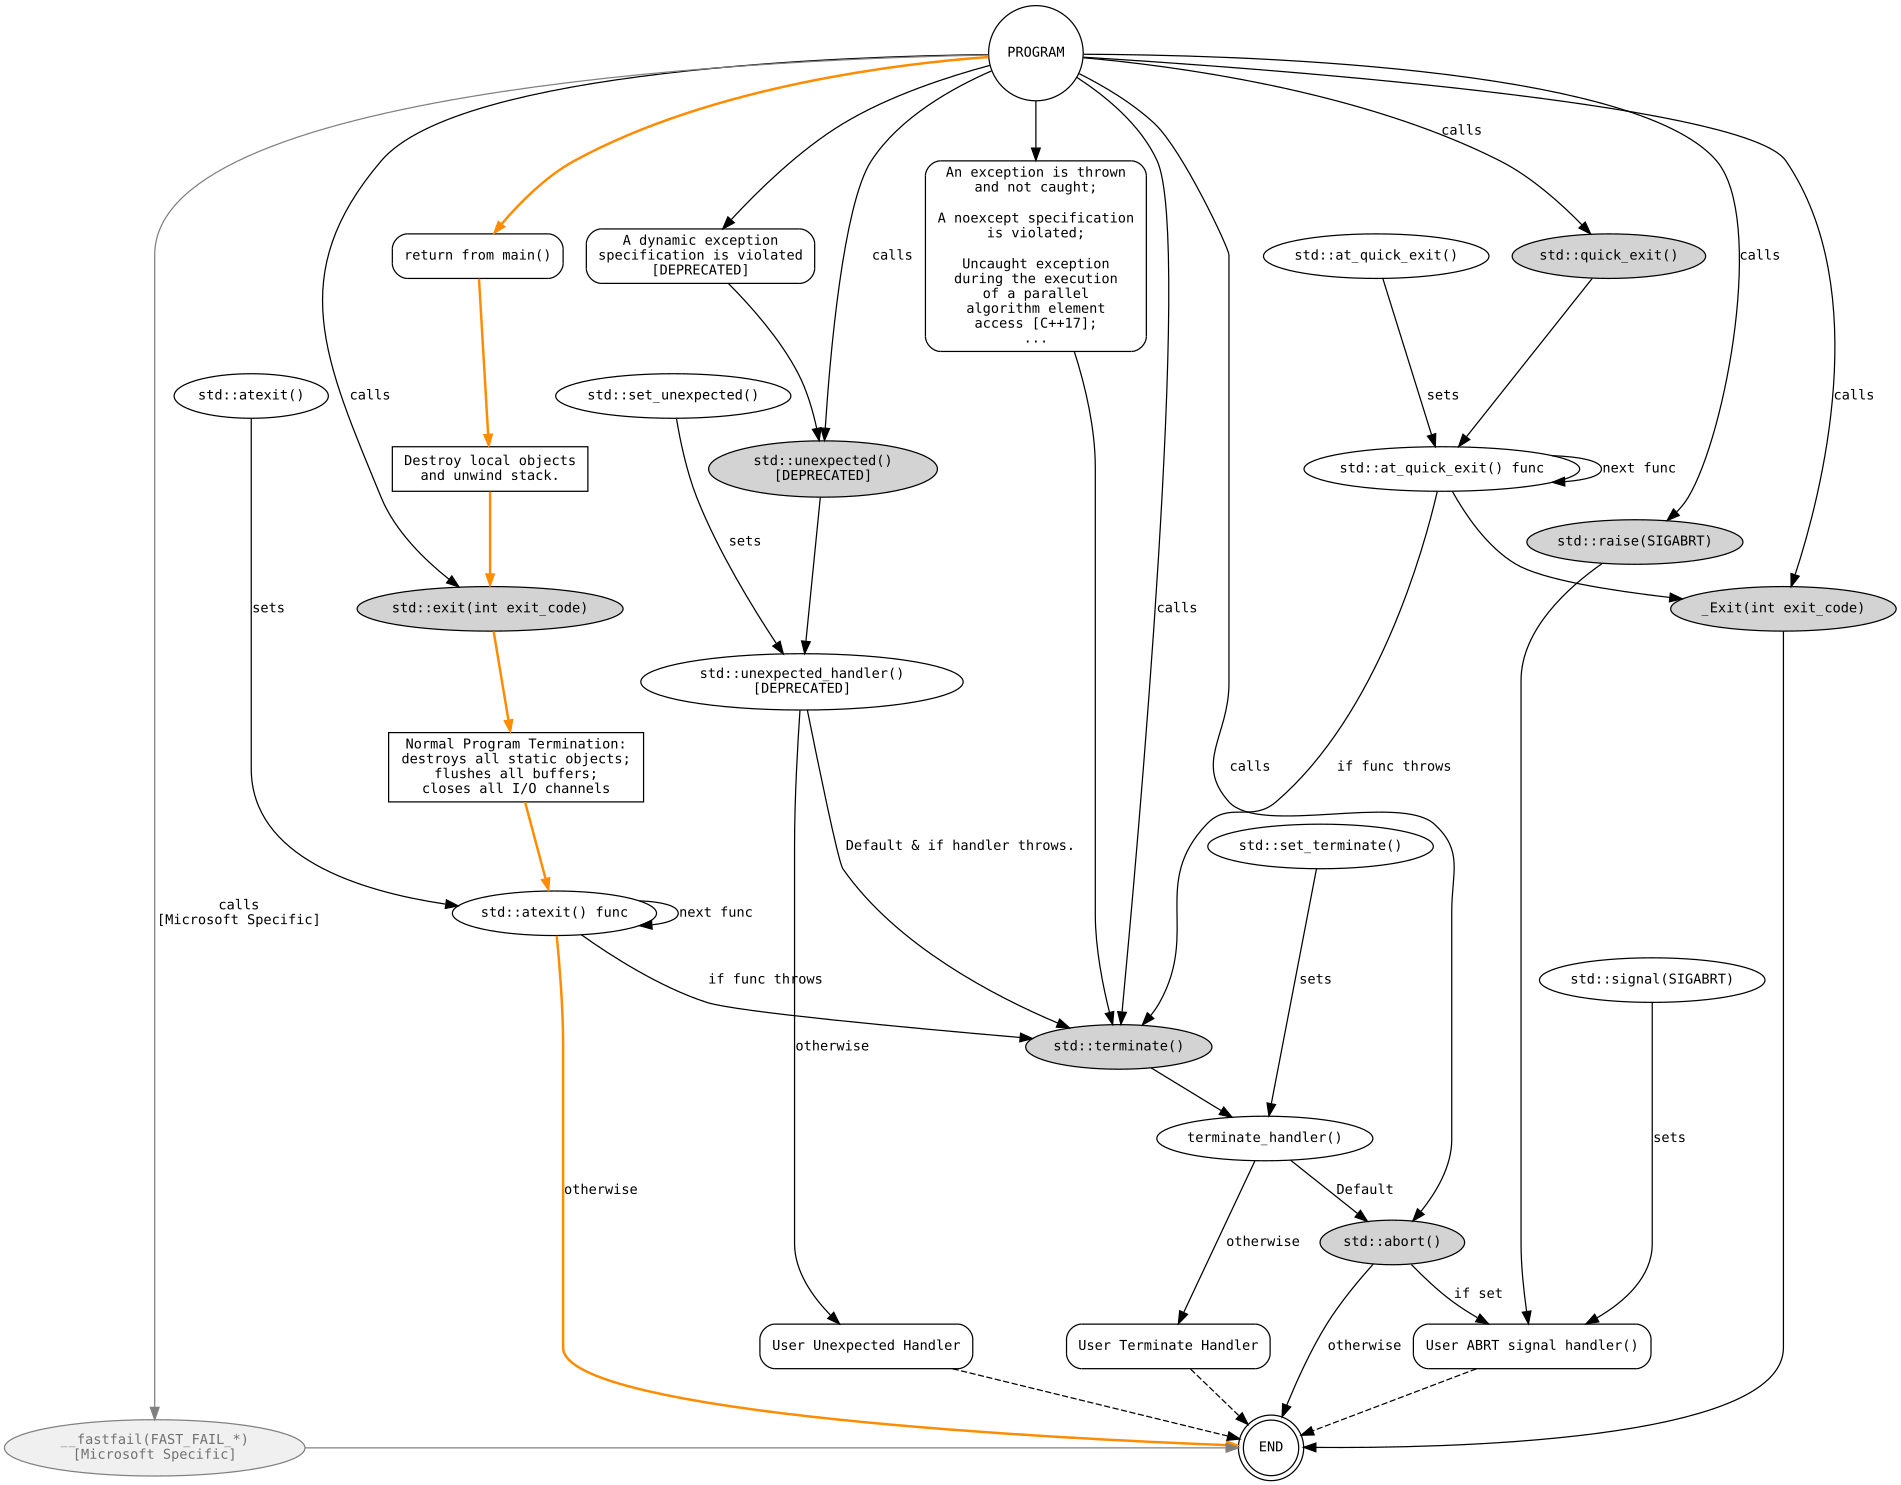 PROGRAM
calls
An exception is thrown
and not caught;
A noexcept specification
is violated;
Uncaught exception
during the execution
of a parallel
algorithm element
access [C++17];
...
return from main()
A dynamic exception
specification is violated
[DEPRECATED]
calls
std::at_quick_exit()
std::quick_exit()
calls
std::atexit()
calls
std::set_unexpected()
sets
calls
Destroy local objects
and unwind stack.
std::unexpected()
[DEPRECATED]
std::at_quick_exit() func
next func
sets
std::raise(SIGABRT)
sets
std::exit(int exit_code)
calls
_Exit(int exit_code)
std::unexpected_handler()
[DEPRECATED]
Normal Program Termination:
destroys all static objects;
flushes all buffers;
closes all I/O channels
calls
if func throws
Default & if handler throws.
std::set_terminate()
calls
[Microsoft Specific]
std::atexit() func
next func
if func throws
sets
std::signal(SIGABRT)
otherwise
std::terminate()
terminate_handler()
sets
otherwise
Default
otherwise
std::abort()
if set
User Unexpected Handler
User Terminate Handler
otherwise
User ABRT signal handler()
__fastfail(FAST_FAIL_*)
[Microsoft Specific]
END